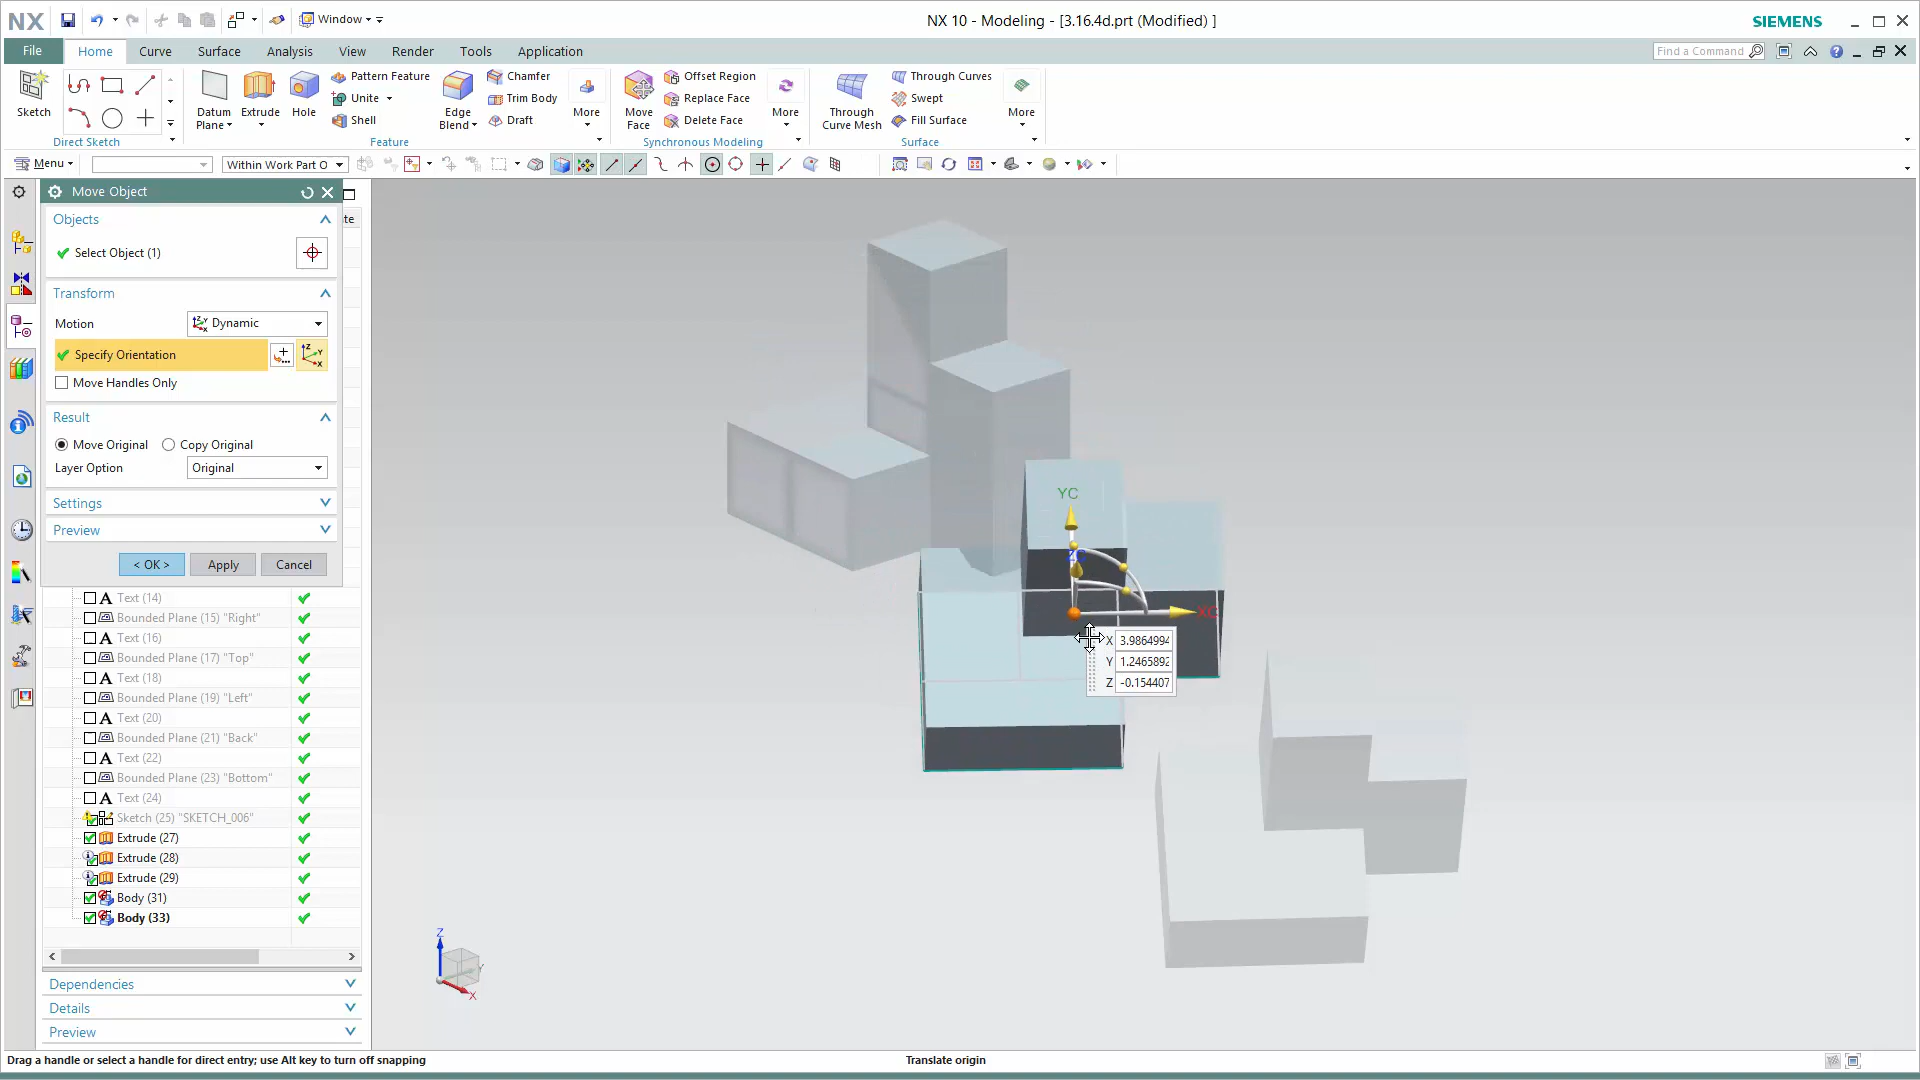 NX
Window
NX 10 - Modeling - [3.16.4d.prt (Modified) ]
SIEMENS
File
Home
Curve
Surface
Analysis
View
Render
Tools
Application
Find a Command
Sketch
Direct Sketch
Datum Plane
Extrude
Hole
Pattern Feature
Unite
Shell
Edge Blend
Chamfer
Trim Body
Draft
More
Feature
Move Face
Offset Region
Replace Face
Delete Face
More
Synchronous Modeling
Through Curve Mesh
Through Curves
Swept
Fill Surface
More
Surface
Menu
Within Work Part O
Move Object
Objects
Select Object (1)
Transform
Motion
Dynamic
Specify Orientation
Move Handles Only
Result
Move Original
Copy Original
Layer Option
Original
Settings
Preview
< OK >
Apply
Cancel
te
Text (14)
Bounded Plane (15) "Right"
Text (16)
Bounded Plane (17) "Top"
Text (18)
Bounded Plane (19) "Left"
Text (20)
Bounded Plane (21) "Back"
Text (22)
Bounded Plane (23) "Bottom"
Text (24)
Sketch (25) "SKETCH_006"
Extrude (27)
Extrude (28)
Extrude (29)
Body (31)
Body (33)
Dependencies
Details
Preview
YC
XC
X 3.9864994
Y 1.2465892
Z -0.154407
Z
Y
X
Drag a handle or select a handle for direct entry; use Alt key to turn off snapping
Translate origin